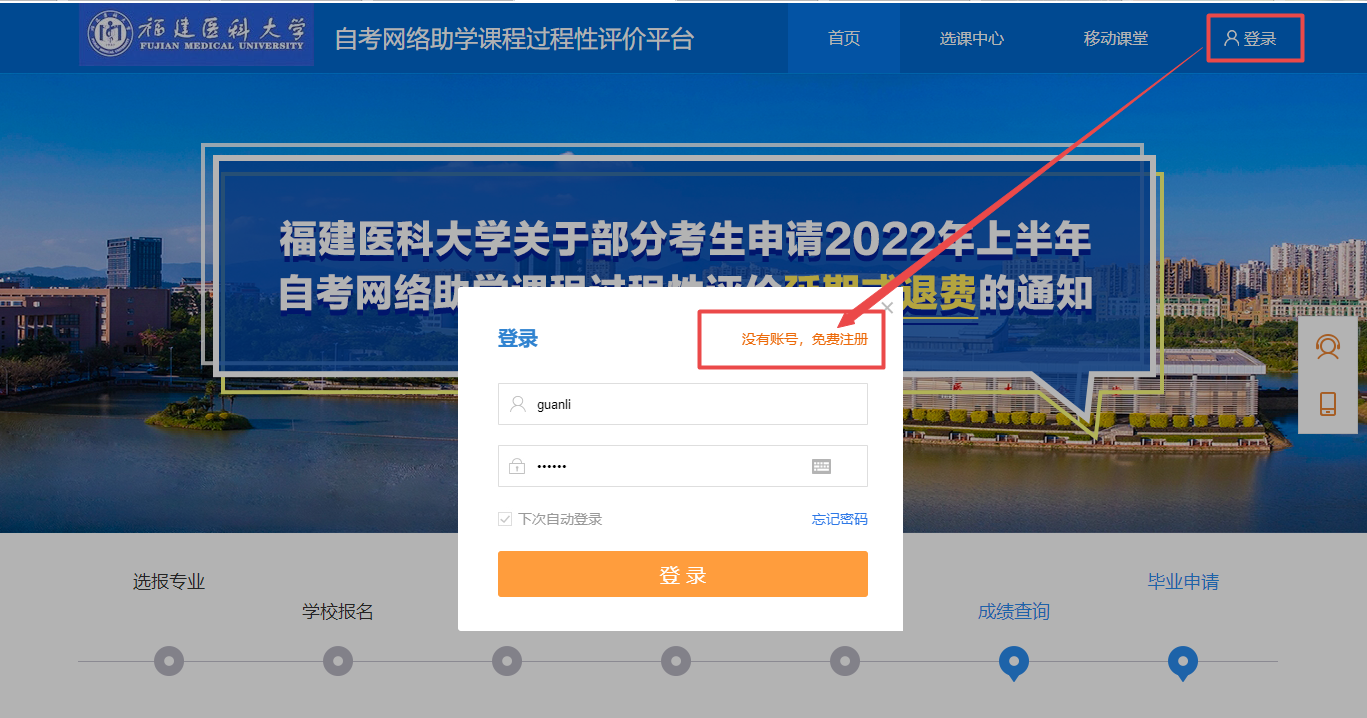 福建医科大学
FUJIAN MEDICAL UNIVERSITY
自考网络助学课程过程性评价平台
首页
选课中心
移动课堂
登录
福建医科大学关于部分考生申请2022年上半年
自考网络助学课程过程性评价延期或退费的通知
登录
没有账号，免费注册
guanli
••••••
下次自动登录
忘记密码
登 录
选报专业
学校报名
成绩查询
毕业申请